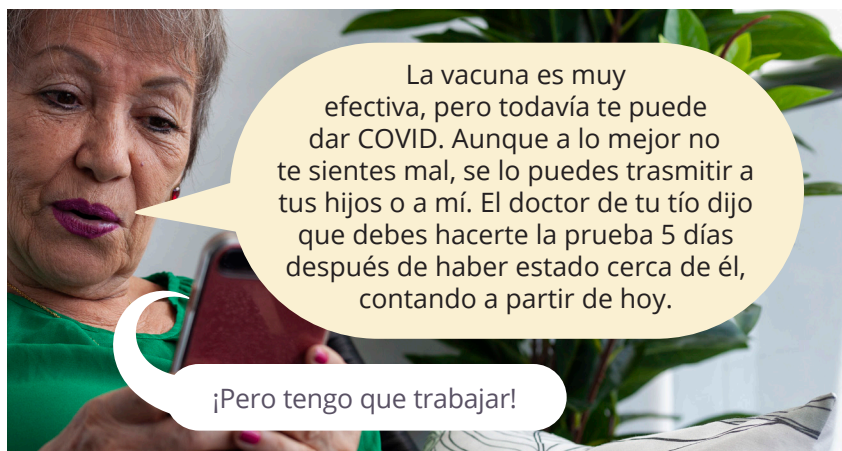 La vacuna es muy
efectiva, pero todavía te puede
dar COVID. Aunque a lo mejor no
te sientes mal, se lo puedes trasmitir a
tus hijos o a mí. El doctor de tu tío dijo
que debes hacerte la prueba 5 días
después de haber estado cerca de él,
contando a partir de hoy.
¡Pero tengo que trabajar!